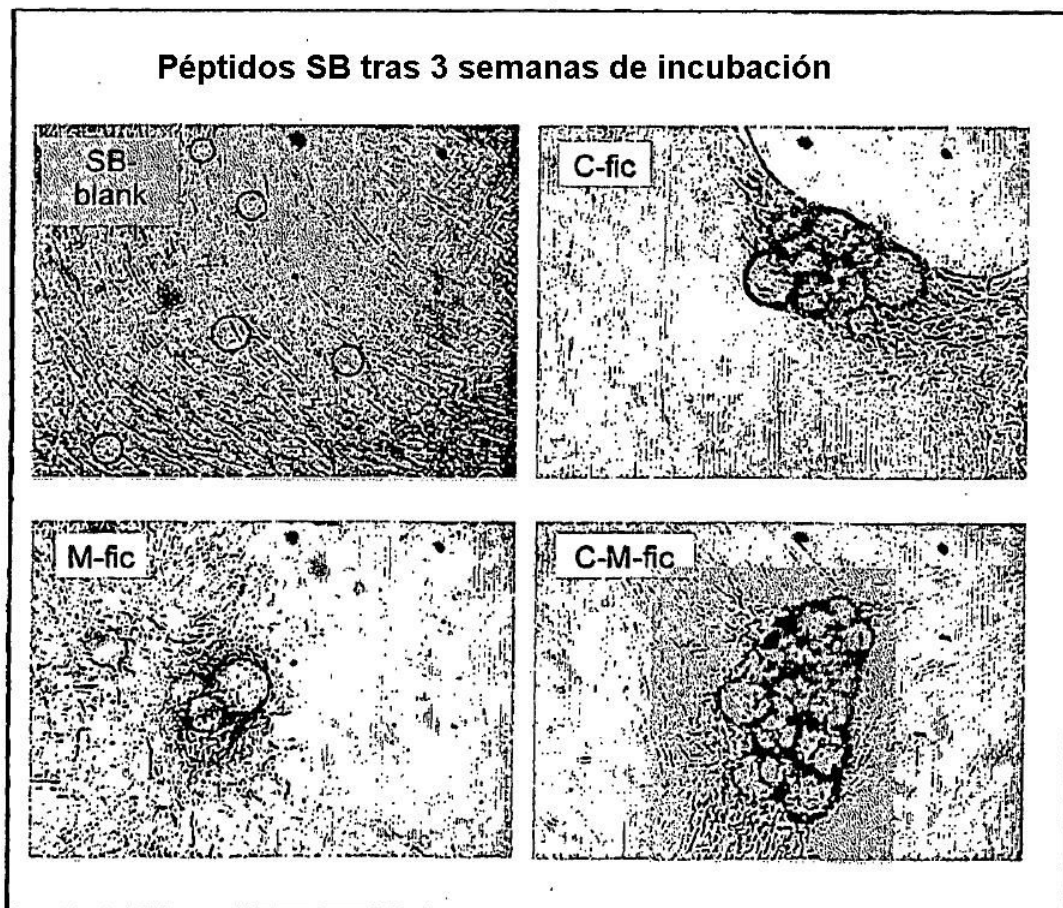 Péptidos SB tras 3 semanas de incubación
SB-
blank
C-fic
M-fic
C-M-fic